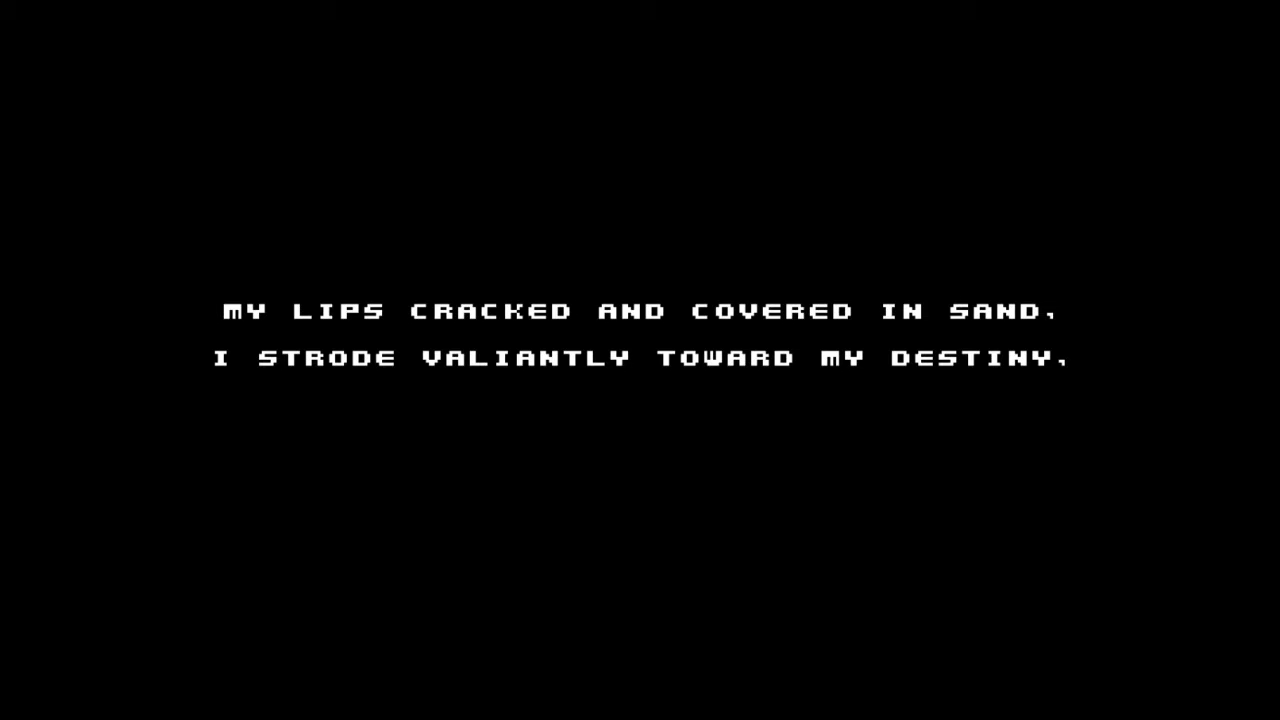 MY LIPS CRACKED AND COVERED IN SAND,
I STRODE VALIANTLY TOWARD MY DESTINY,